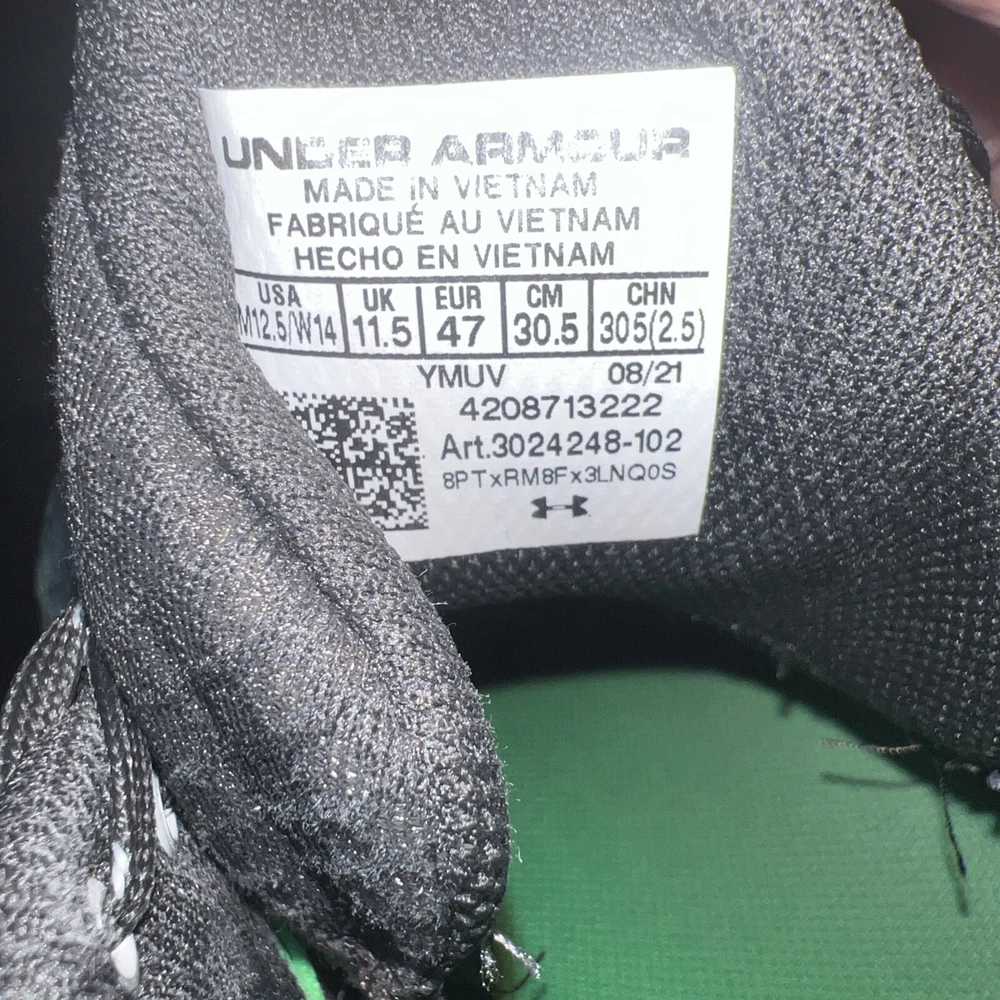 UNDER ARMOUR
MADE IN VIETNAM
FABRIQUÉ AU VIETNAM
HECHO EN VIETNAM
USA UK EUR CM CHN
M12.5/W14 11.5 47 30.5 305(2.5)
YMUV 08/21
4208713222
Art.3024248-102
8PTxRM8Fx3LNQ0S